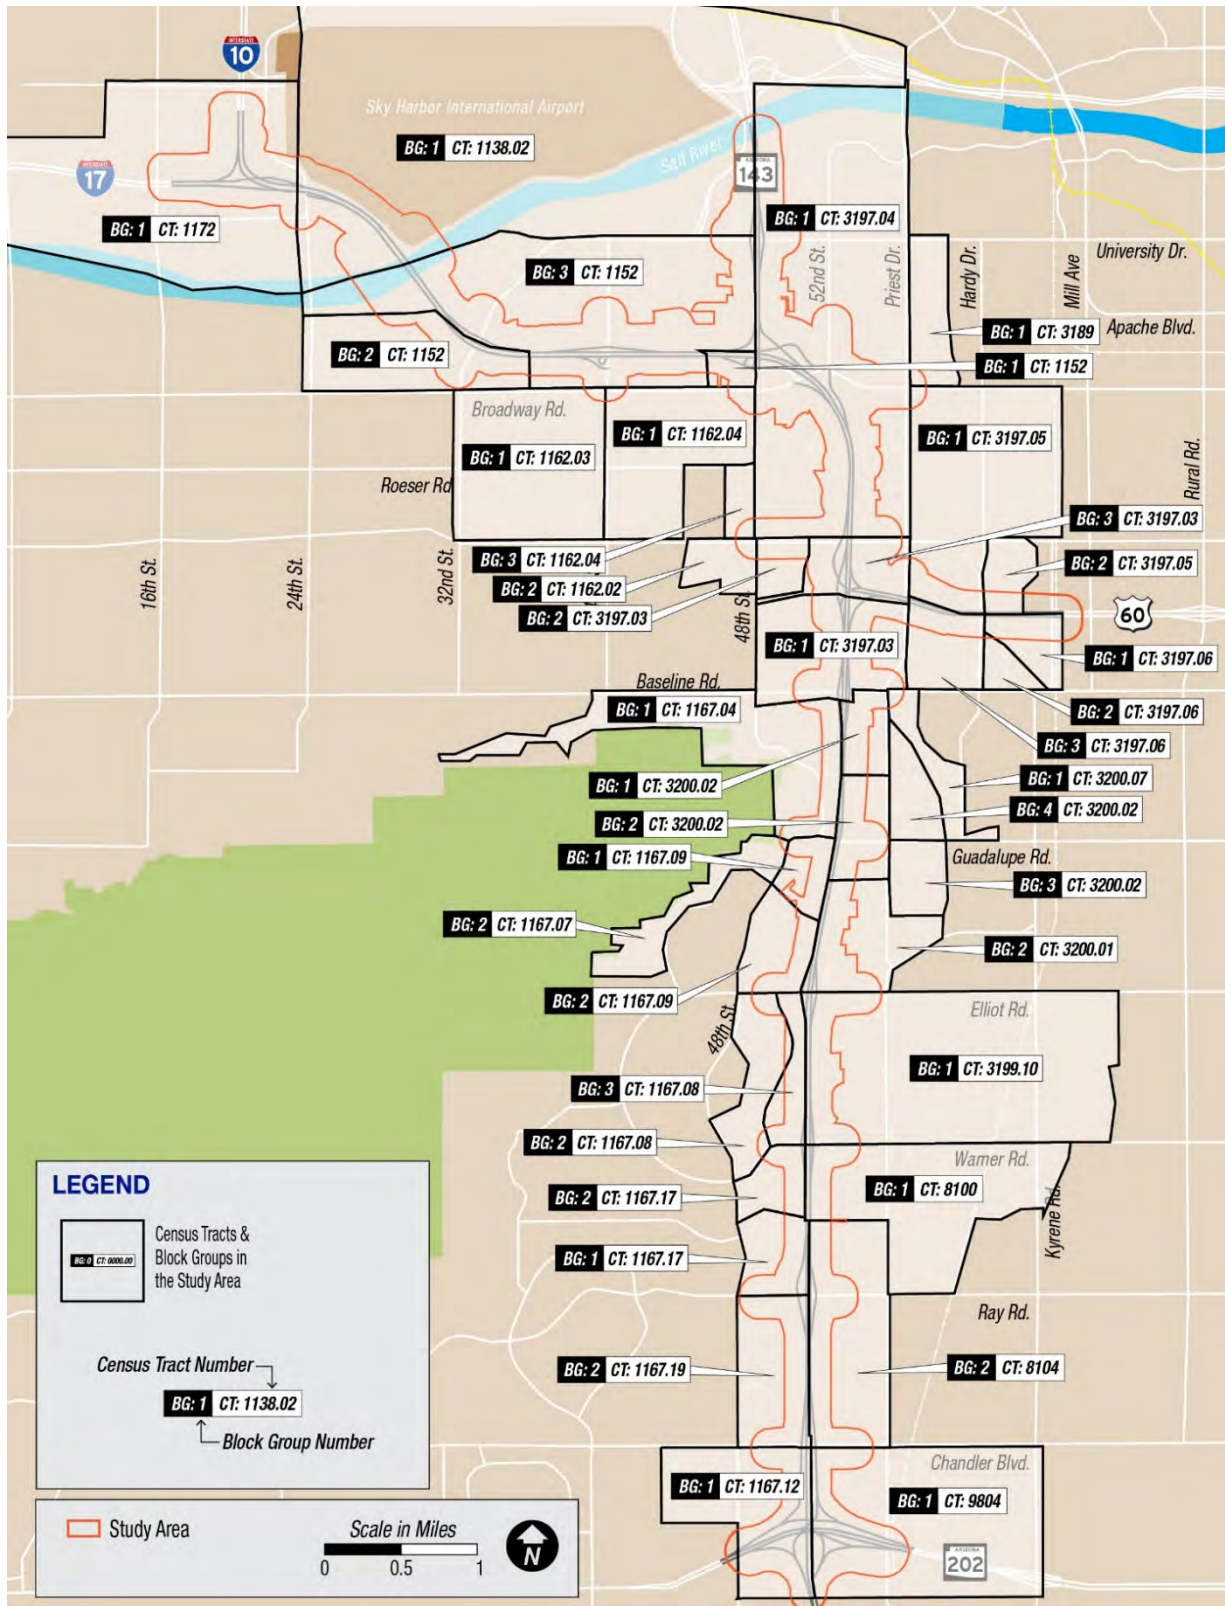 INTERSTATE
10
Sky Harbor International Airport
BG: 1 CT: 1138.02
Salt River
ARIZONA
143
INTERSTATE
17
BG: 1 CT: 1172
BG: 1 CT: 3197.04
BG: 3 CT: 1152
52nd St.
Priest Dr.
Hardy Dr.
Mill Ave
University Dr.
BG: 1 CT: 3189
Apache Blvd.
BG: 2 CT: 1152
BG: 1 CT: 1152
Broadway Rd.
BG: 1 CT: 1162.04
BG: 1 CT: 3197.05
BG: 1 CT: 1162.03
Roeser Rd
Rural Rd.
BG: 3 CT: 3197.03
16th St.
24th St.
32nd St.
BG: 3 CT: 1162.04
BG: 2 CT: 3197.05
BG: 2 CT: 1162.02
48th St.
BG: 2 CT: 3197.03
60
BG: 1 CT: 3197.03
BG: 1 CT: 3197.06
Baseline Rd.
BG: 1 CT: 1167.04
BG: 2 CT: 3197.06
BG: 3 CT: 3197.06
BG: 1 CT: 3200.02
BG: 1 CT: 3200.07
BG: 4 CT: 3200.02
BG: 2 CT: 3200.02
BG: 1 CT: 1167.09
Guadalupe Rd.
BG: 3 CT: 3200.02
BG: 2 CT: 1167.07
BG: 2 CT: 3200.01
BG: 2 CT: 1167.09
48th St.
Elliot Rd.
BG: 1 CT: 3199.10
BG: 3 CT: 1167.08
BG: 2 CT: 1167.08
Warner Rd.
BG: 2 CT: 1167.17
BG: 1 CT: 8100
Kyrene Rd.
BG: 1 CT: 1167.17
Ray Rd.
BG: 2 CT: 1167.19
BG: 2 CT: 8104
Chandler Blvd.
BG: 1 CT: 1167.12
BG: 1 CT: 9804
ARIZONA
202
LEGEND
BG: 0 CT: 0000.00
Census Tracts &
Block Groups in
the Study Area
Census Tract Number
BG: 1 CT: 1138.02
Block Group Number
Study Area
Scale in Miles
0 0.5 1
N